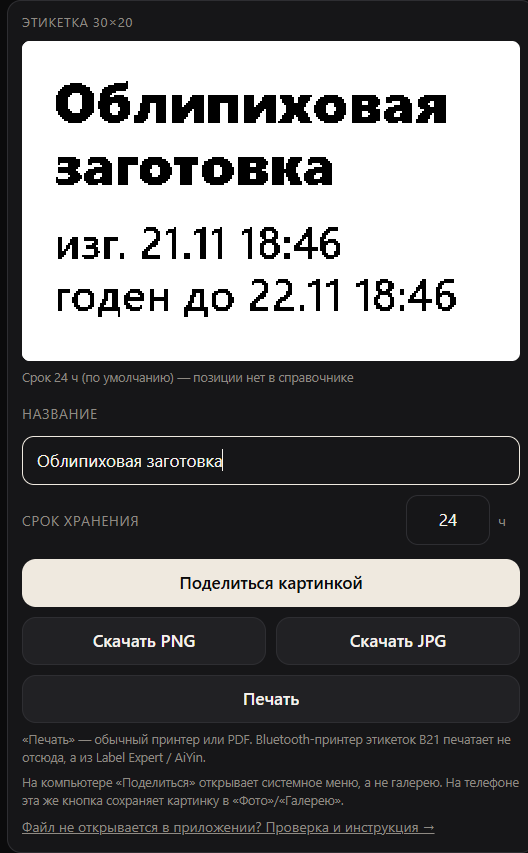 ЭТИКЕТКА 30×20
Облипиховая
заготовка
изг. 21.11 18:46
годен до 22.11 18:46
Срок 24 ч (по умолчанию) — позиции нет в справочнике
НАЗВАНИЕ
Облипиховая заготовка
СРОК ХРАНЕНИЯ 24 ч
Поделиться картинкой
Скачать PNG Скачать JPG
Печать
«Печать» — обычный принтер или PDF. Bluetooth-принтер этикеток B21 печатает не
отсюда, а из Label Expert / AiYin.
На компьютере «Поделиться» открывает системное меню, а не галерею. На телефоне
эта же кнопка сохраняет картинку в «Фото»/«Галерею».
Файл не открывается в приложении? Проверка и инструкция →